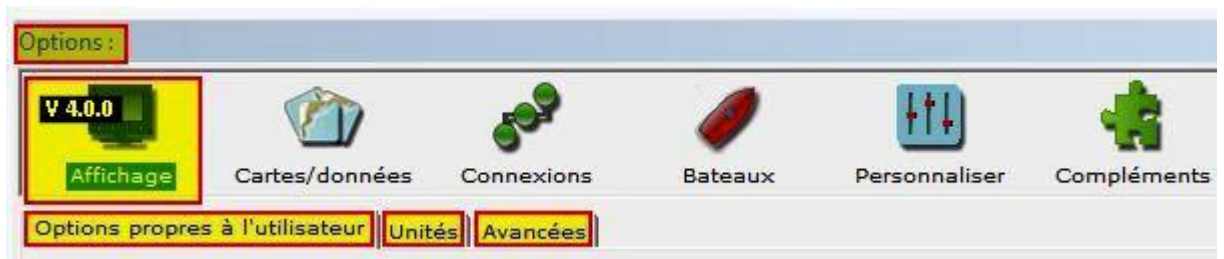 Options :
V 4.0.0
Affichage Cartes/données Connexions Bateaux Personnaliser Compléments
Options propres à l'utilisateur Unités Avancées